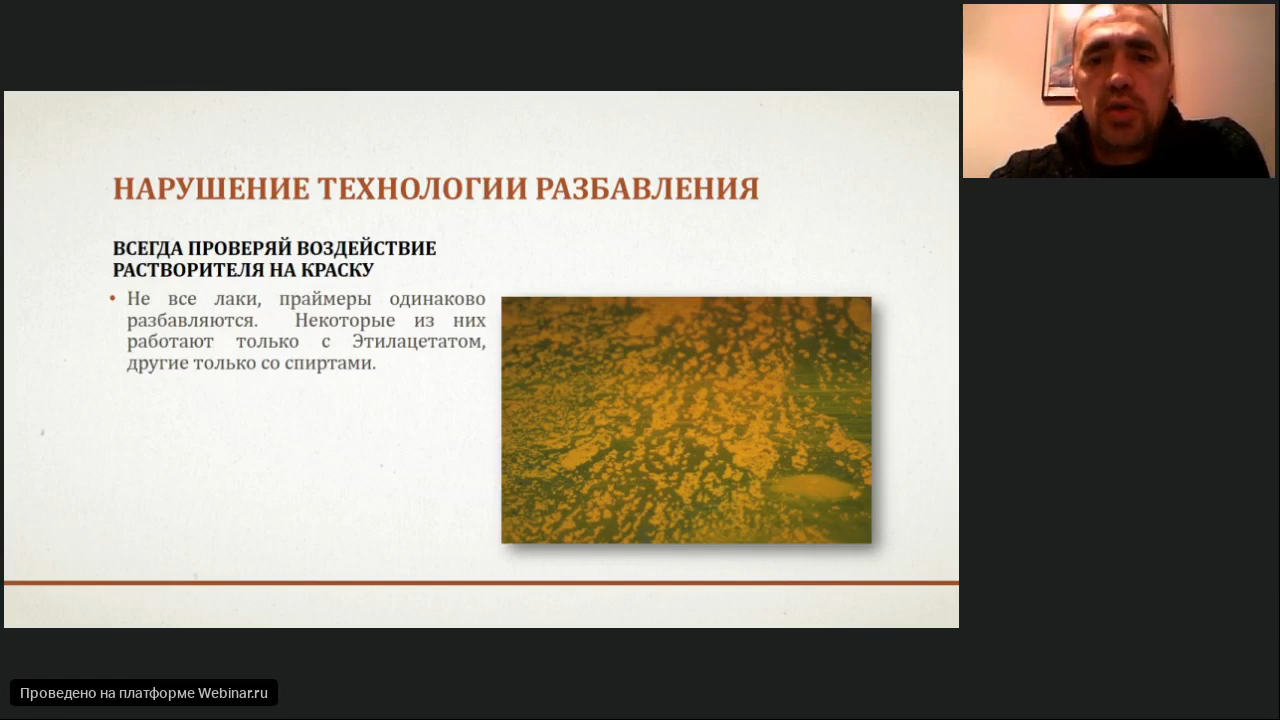 НАРУШЕНИЕ ТЕХНОЛОГИИ РАЗБАВЛЕНИЯ
ВСЕГДА ПРОВЕРЯЙ ВОЗДЕЙСТВИЕ
РАСТВОРИТЕЛЯ НА КРАСКУ
• Не все лаки, праймеры одинаково
разбавляются. Некоторые из них
работают только с Этилацетатом,
другие только со спиртами.
Проведено на платформе Webinar.ru